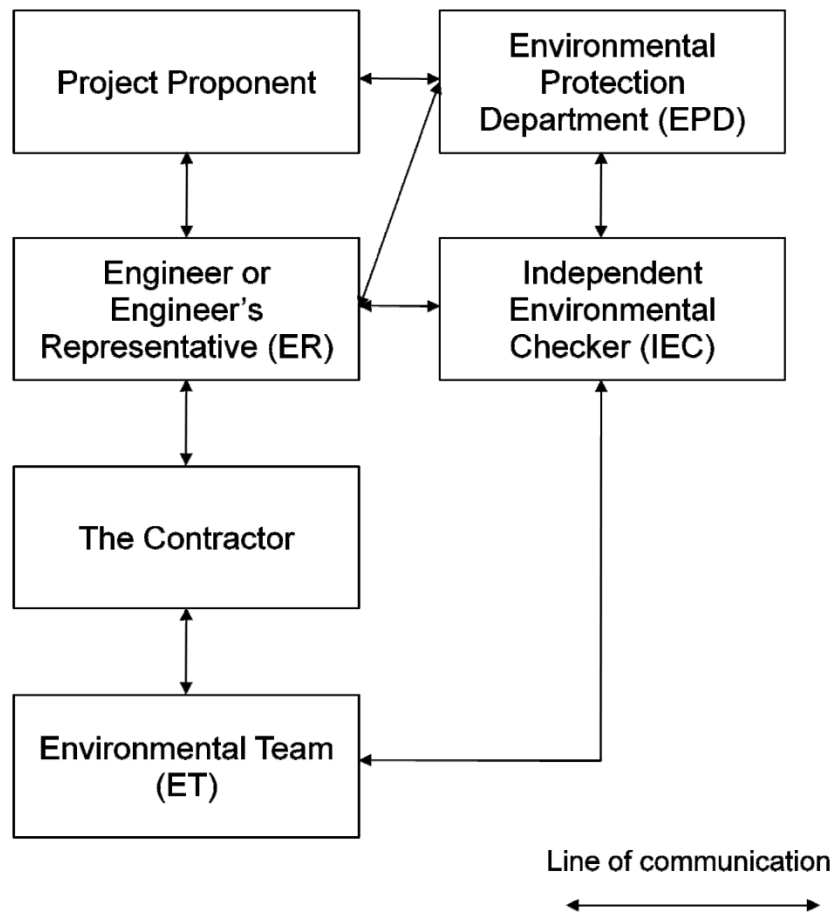 Project Proponent
Environmental
Protection
Department (EPD)
Engineer or
Engineer’s
Representative (ER)
Independent
Environmental
Checker (IEC)
The Contractor
Environmental Team
(ET)
Line of communication